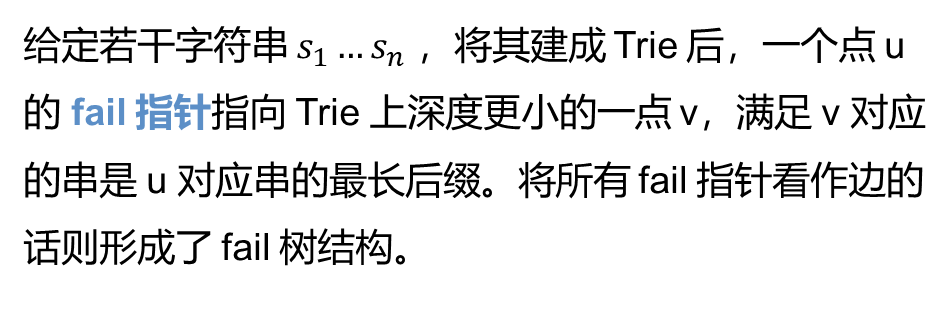 给定若干字符串 s₁ … sₙ ，将其建成 Trie 后，一个点 u
的 fail 指针指向 Trie 上深度更小的一点 v，满足 v 对应
的串是 u 对应串的最长后缀。将所有 fail 指针看作边的
话则形成了 fail 树结构。